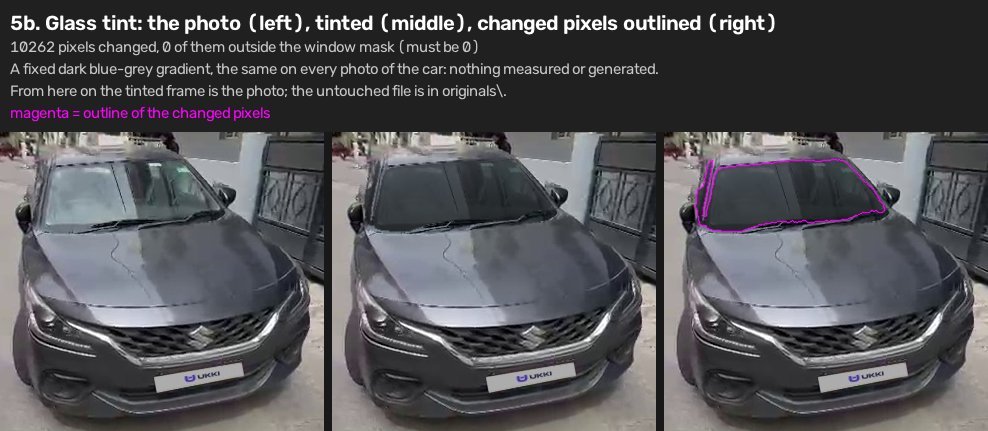 5b. Glass tint: the photo (left), tinted (middle), changed pixels outlined (right)
10262 pixels changed, 0 of them outside the window mask (must be 0)
A fixed dark blue-grey gradient, the same on every photo of the car: nothing measured or generated.
From here on the tinted frame is the photo; the untouched file is in originals\.
magenta = outline of the changed pixels
UKKI
UKKI
UKKI